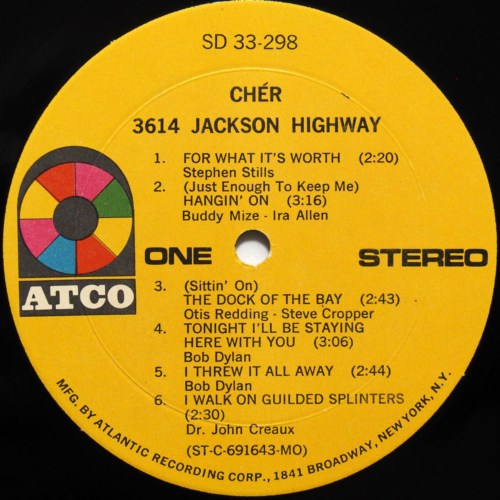 SD 33-298
CHÉR
3614 JACKSON HIGHWAY
1. FOR WHAT IT'S WORTH (2:20)
Stephen Stills
2. (Just Enough To Keep Me)
HANGIN' ON (3:16)
Buddy Mize - Ira Allen
ONE STEREO
ATCO
3. (Sittin' On)
THE DOCK OF THE BAY (2:43)
Otis Redding - Steve Cropper
4. TONIGHT I'LL BE STAYING
HERE WITH YOU (3:06)
Bob Dylan
5. I THREW IT ALL AWAY (2:44)
Bob Dylan
6. I WALK ON GUILDED SPLINTERS
(2:30)
Dr. John Creaux
(ST-C-691643-MO)
MFG. BY ATLANTIC RECORDING CORP., 1841 BROADWAY, NEW YORK, N.Y.